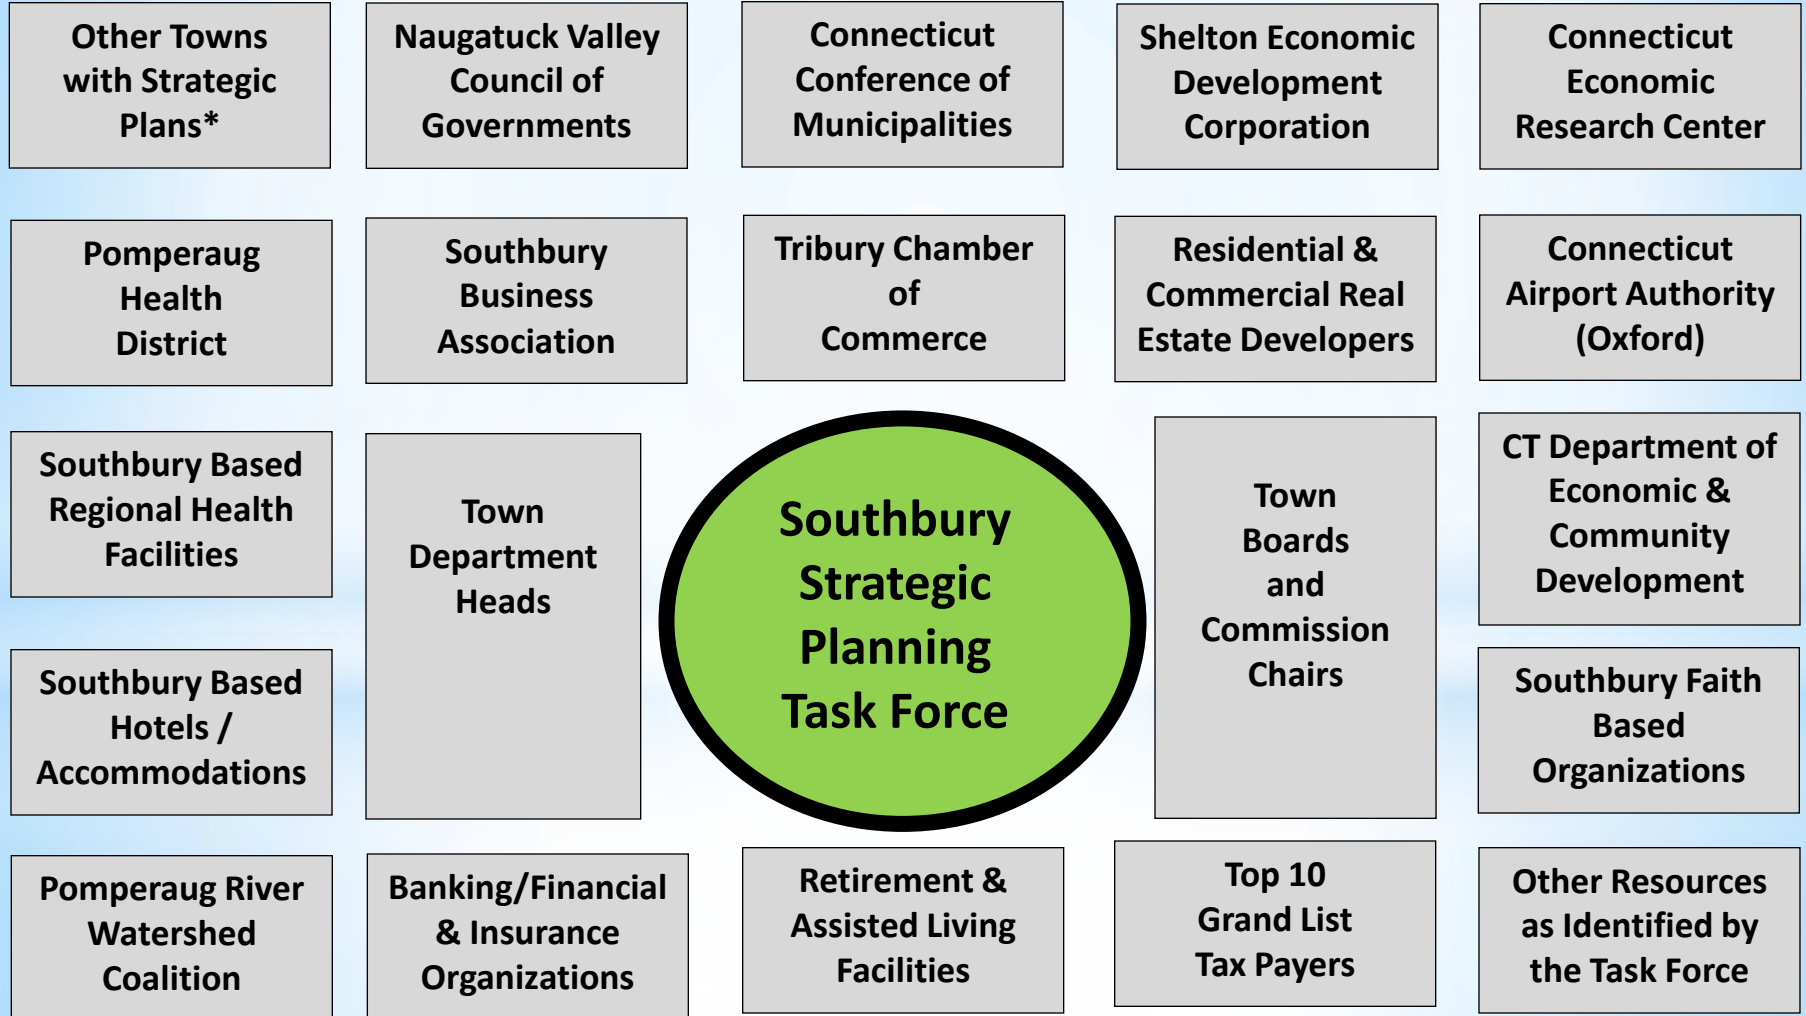 Other Towns
with Strategic
Plans*
Naugatuck Valley
Council of
Governments
Connecticut
Conference of
Municipalities
Shelton Economic
Development
Corporation
Connecticut
Economic
Research Center
Pomperaug
Health
District
Southbury
Business
Association
Tribury Chamber
of
Commerce
Residential &
Commercial Real
Estate Developers
Connecticut
Airport Authority
(Oxford)
Southbury Based
Regional Health
Facilities
Town
Department
Heads
Southbury
Strategic
Planning
Task Force
Town
Boards
and
Commission
Chairs
CT Department of
Economic &
Community
Development
Southbury Based
Hotels /
Accommodations
Southbury Faith
Based
Organizations
Pomperaug River
Watershed
Coalition
Banking/Financial
& Insurance
Organizations
Retirement &
Assisted Living
Facilities
Top 10
Grand List
Tax Payers
Other Resources
as Identified by
the Task Force